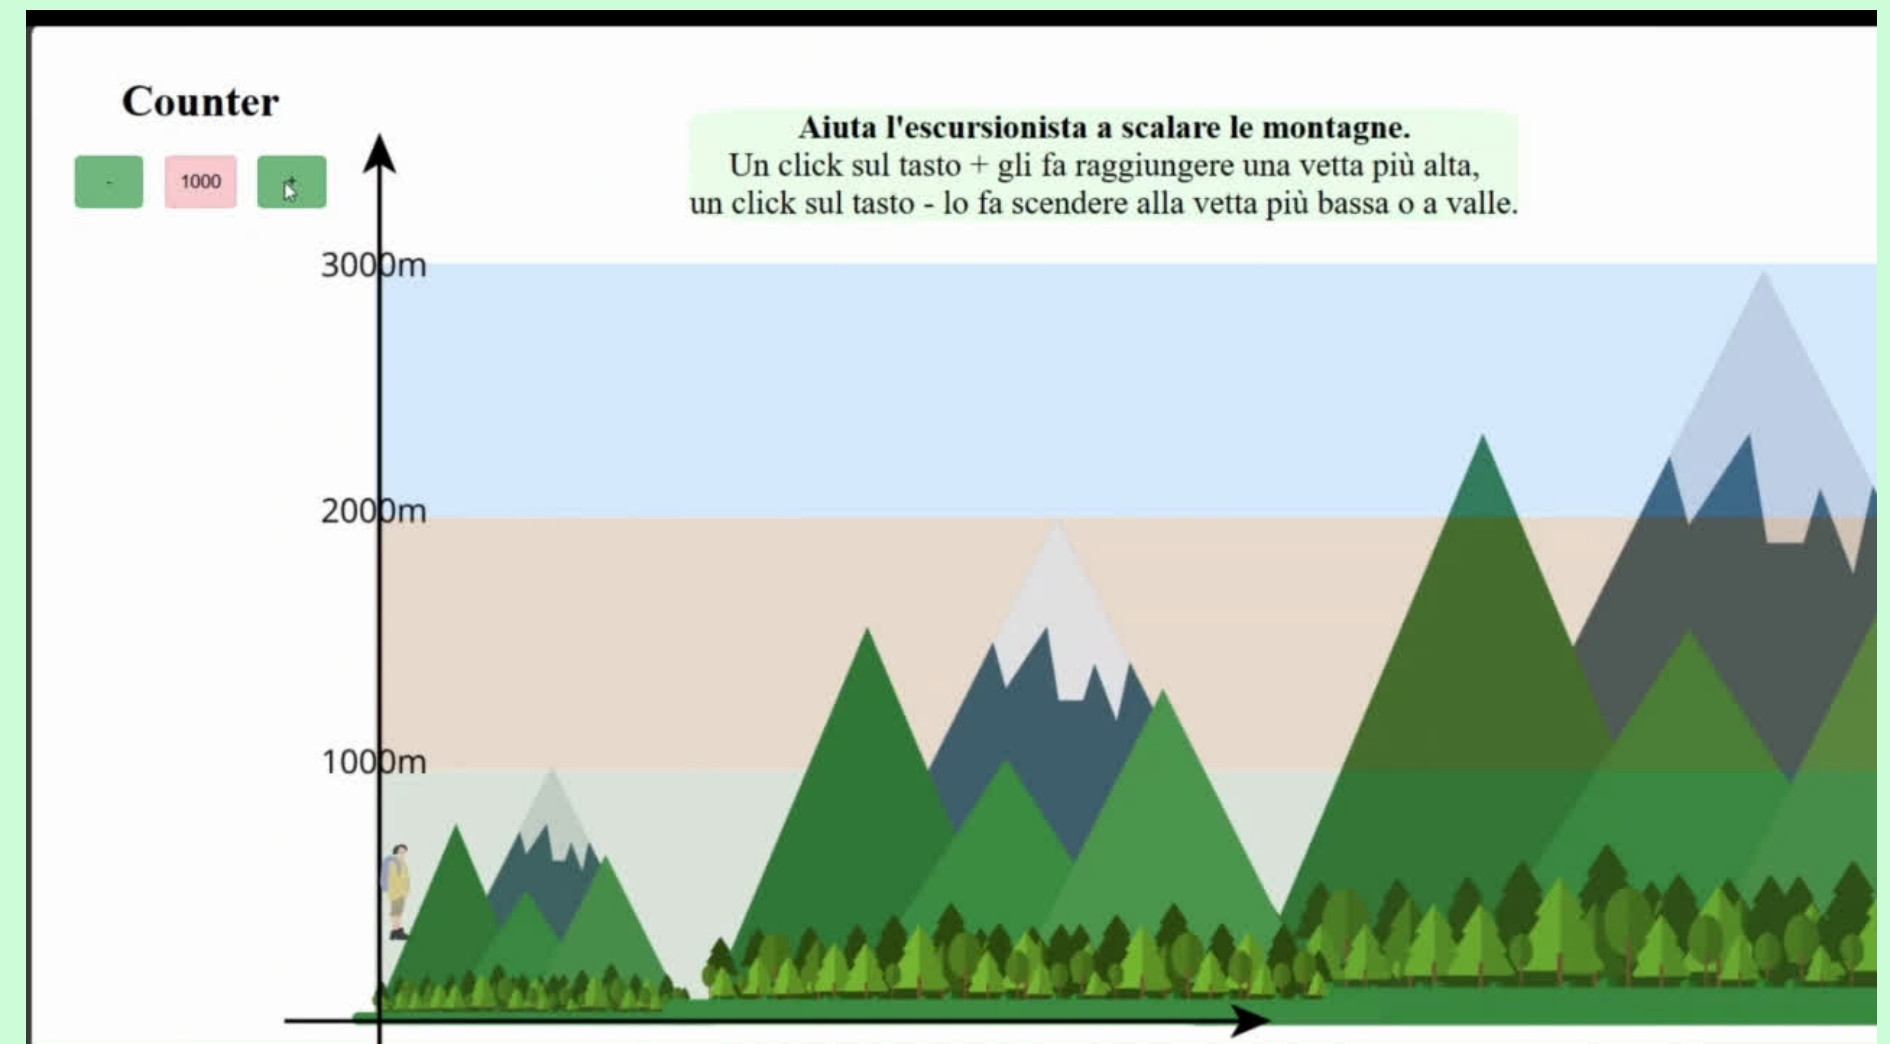 Counter
- 1000 +
Aiuta l'escursionista a scalare le montagne.
Un click sul tasto + gli fa raggiungere una vetta più alta,
un click sul tasto - lo fa scendere alla vetta più bassa o a valle.
3000m
2000m
1000m